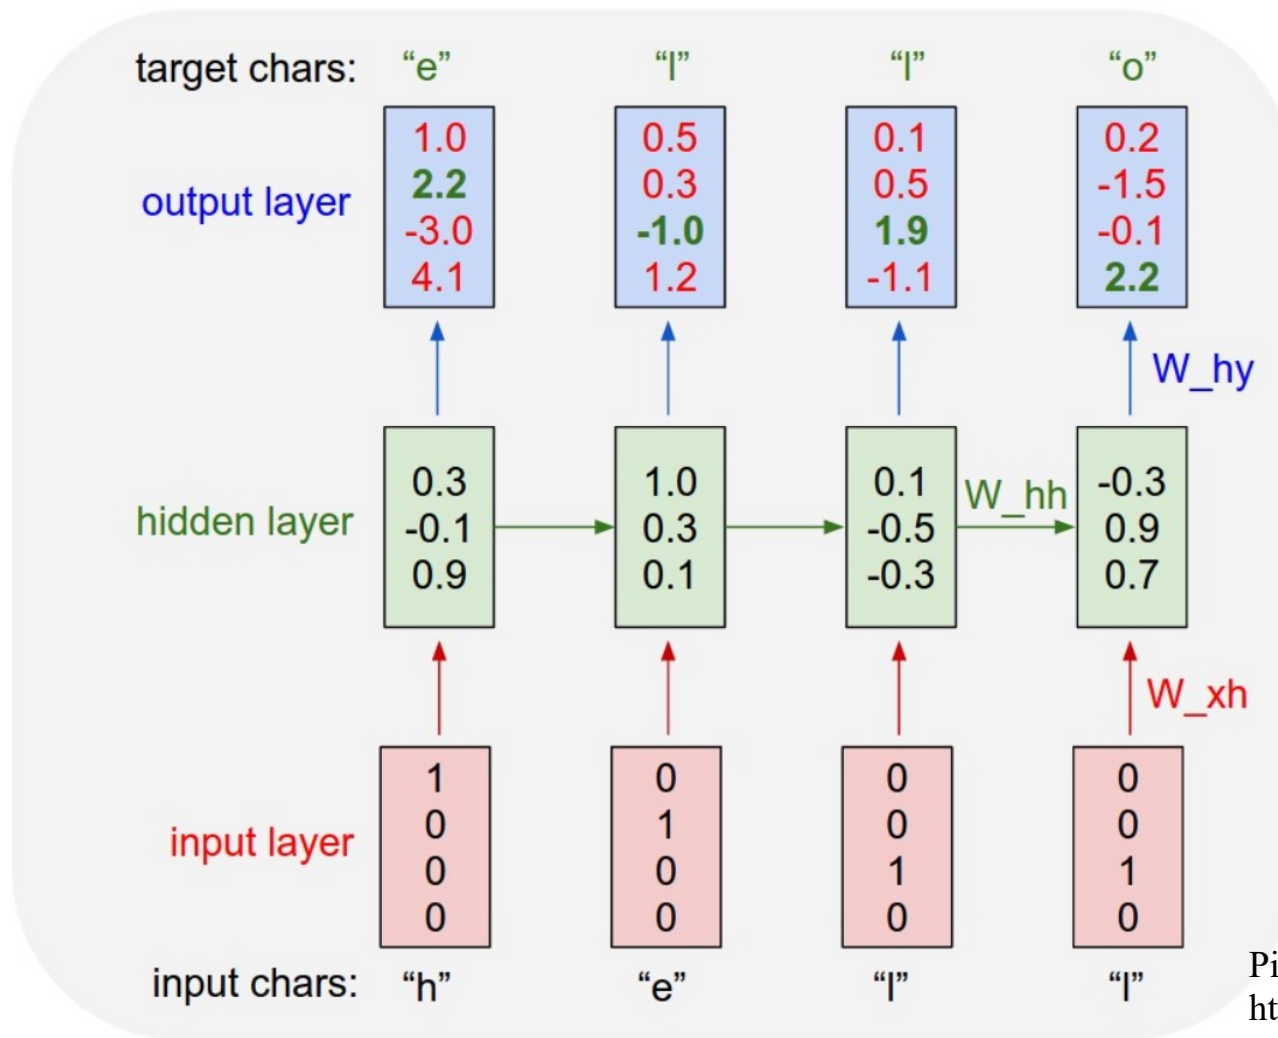 target chars: “e” “l” “l” “o”
1.0 0.5 0.1 0.2
2.2 0.3 0.5 -1.5
output layer
-3.0 -1.0 1.9 -0.1
4.1 1.2 -1.1 2.2
W_hy
0.3 1.0 0.1 -0.3
W_hh
hidden layer -0.1 0.3 -0.5 0.9
0.9 0.1 -0.3 0.7
W_xh
1 0 0 0
0 1 0 0
input layer
0 0 1 1
0 0 0 0
input chars: “h” “e” “l” “l”
Pi
ht